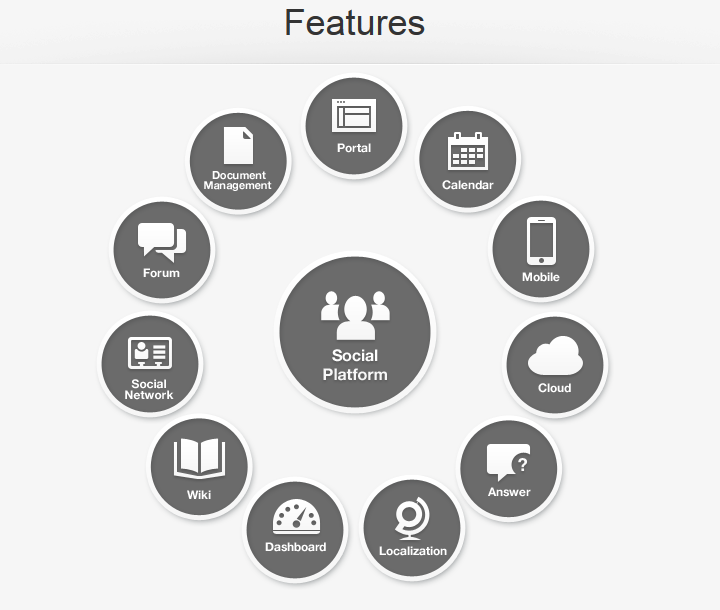 Features
Portal
Calendar
Mobile
Cloud
Answer
Localization
Dashboard
Wiki
Social
Network
Forum
Document
Management
Social
Platform
?